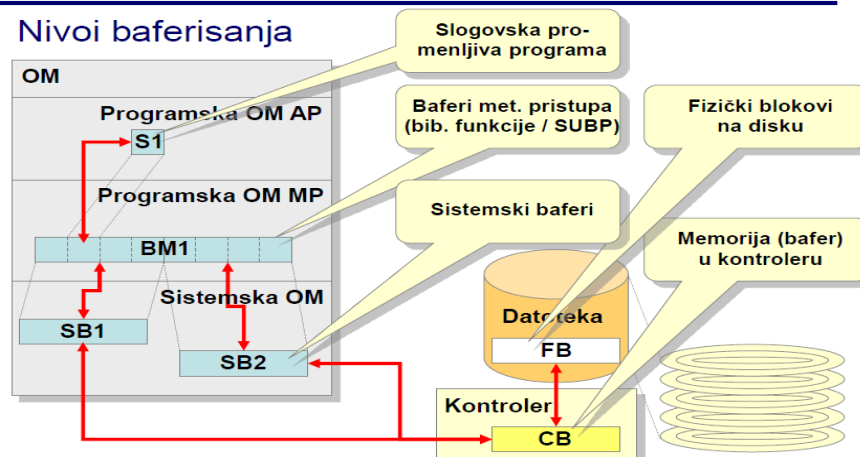 Nivoi baferisanja
Slogovska pro-
menljiva programa
OM
Programska OM AP
S1
Baferi met. pristupa
(bib. funkcije / SUBP)
Fizički blokovi
na disku
Programska OM MP
Sistemski baferi
BM1
Memorija (bafer)
u kontroleru
Sistemska OM
SB1
SB2
Datoteka
FB
Kontroler
CB